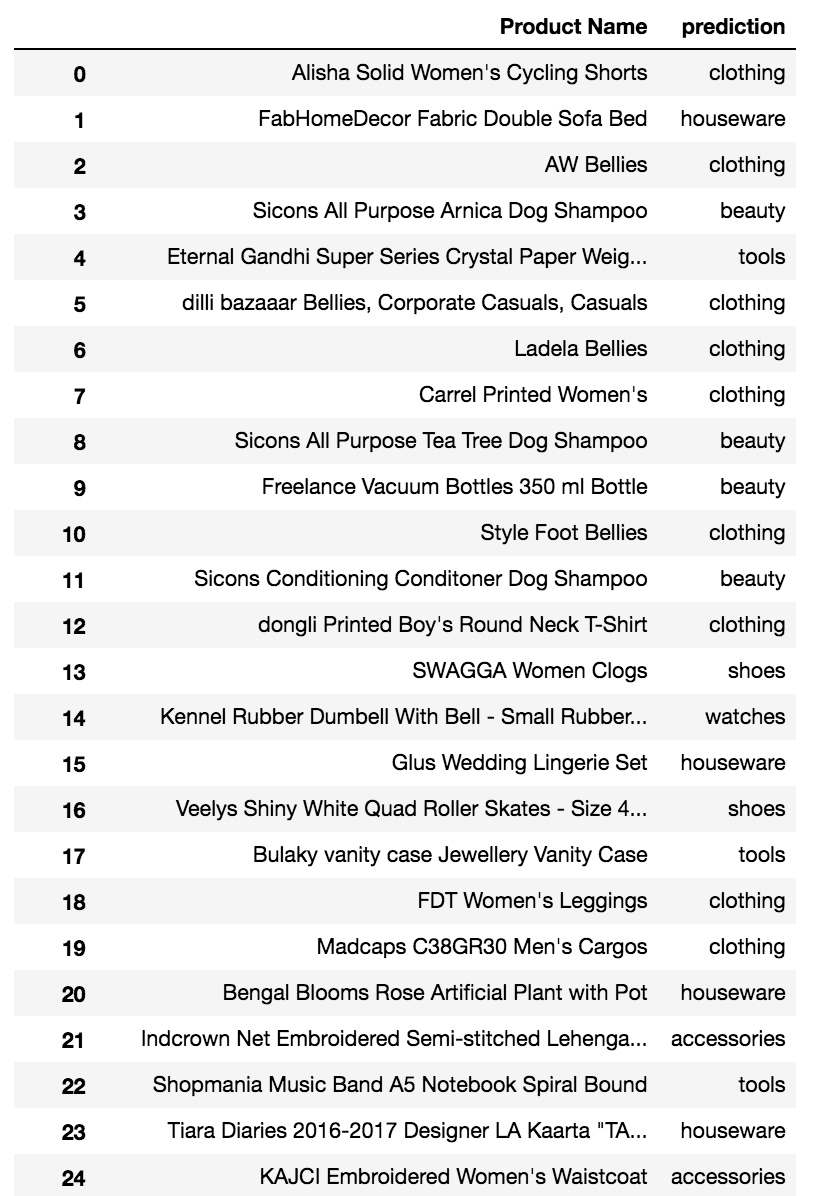 Product Name prediction
0 Alisha Solid Women's Cycling Shorts clothing
1 FabHomeDecor Fabric Double Sofa Bed houseware
2 AW Bellies clothing
3 Sicons All Purpose Arnica Dog Shampoo beauty
4 Eternal Gandhi Super Series Crystal Paper Weig... tools
5 dilli bazaaar Bellies, Corporate Casuals, Casuals clothing
6 Ladela Bellies clothing
7 Carrel Printed Women's clothing
8 Sicons All Purpose Tea Tree Dog Shampoo beauty
9 Freelance Vacuum Bottles 350 ml Bottle beauty
10 Style Foot Bellies clothing
11 Sicons Conditioning Conditoner Dog Shampoo beauty
12 dongli Printed Boy's Round Neck T-Shirt clothing
13 SWAGGA Women Clogs shoes
14 Kennel Rubber Dumbell With Bell - Small Rubber... watches
15 Glus Wedding Lingerie Set houseware
16 Veelys Shiny White Quad Roller Skates - Size 4... shoes
17 Bulaky vanity case Jewellery Vanity Case tools
18 FDT Women's Leggings clothing
19 Madcaps C38GR30 Men's Cargos clothing
20 Bengal Blooms Rose Artificial Plant with Pot houseware
21 Indcrown Net Embroidered Semi-stitched Lehenga... accessories
22 Shopmania Music Band A5 Notebook Spiral Bound tools
23 Tiara Diaries 2016-2017 Designer LA Kaarta "TA... houseware
24 KAJCI Embroidered Women's Waistcoat accessories